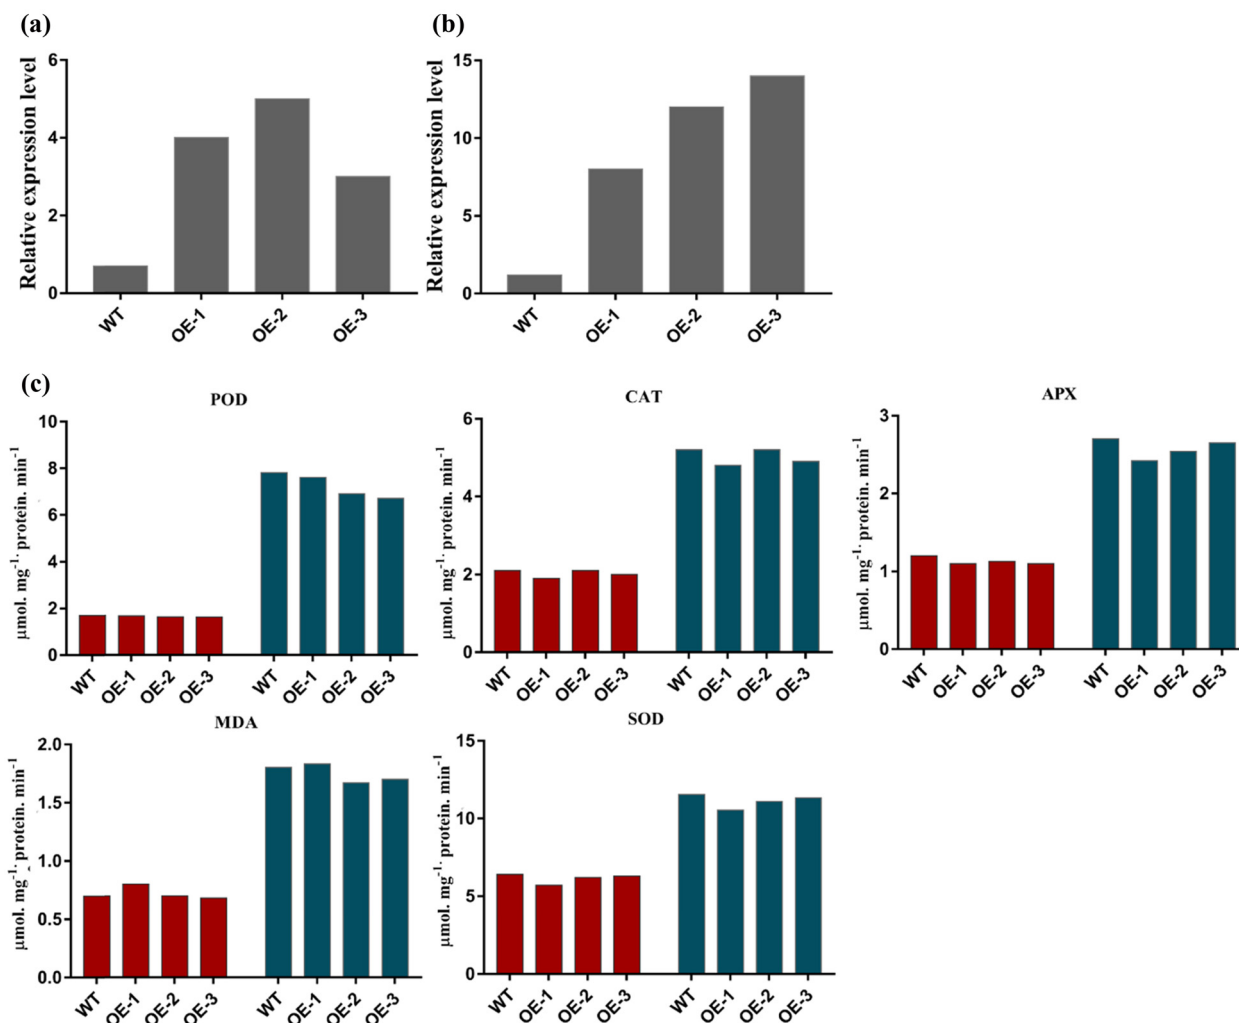 (a)
Relative expression level
6
4
2
0
WT
OE-1
OE-2
OE-3
(b)
Relative expression level
15
10
5
0
WT
OE-1
OE-2
OE-3
(c)
POD
μmol. mg⁻¹· protein. min⁻¹
10
8
6
4
2
0
WT
OE-1
OE-2
OE-3
WT
OE-1
OE-2
OE-3
CAT
6
4
2
0
WT
OE-1
OE-2
OE-3
WT
OE-1
OE-2
OE-3
APX
μmol. mg⁻¹· protein. min⁻¹
3
2
1
0
WT
OE-1
OE-2
OE-3
WT
OE-1
OE-2
OE-3
MDA
μmol. mg⁻¹· protein. min⁻¹
2.0
1.5
1.0
0.5
0.0
WT
OE-1
OE-2
OE-3
WT
OE-1
OE-2
OE-3
SOD
μmol. mg⁻¹· protein. min⁻¹
15
10
5
0
WT
OE-1
OE-2
OE-3
WT
OE-1
OE-2
OE-3
μmol. mg⁻¹· protein. min⁻¹